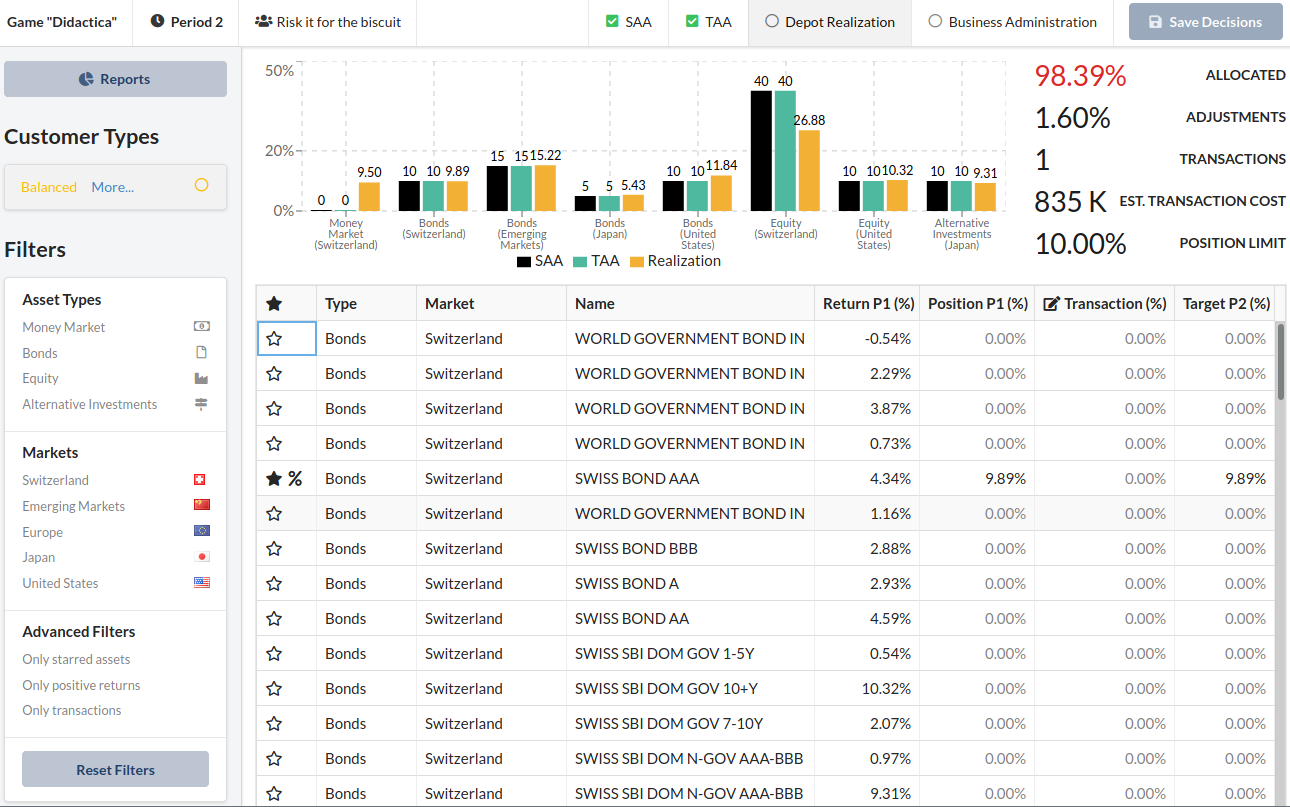 Game "Didactica" Period 2 Risk it for the biscuit SAA TAA Depot Realization Business Administration Save Decisions
Reports
Customer Types
Balanced More...
Filters
Asset Types
Money Market
Bonds
Equity
Alternative Investments
Markets
Switzerland
Emerging Markets
Europe
Japan
United States
Advanced Filters
Only starred assets
Only positive returns
Only transactions
Reset Filters
50%
20%
0%
0 0 9.50
10 10 9.89
15 15 15.22
5 5 5.43
10 10 11.84
40 40 26.88
10 10 10.32
10 10 9.31
Money
Market
(Switzerland)
Bonds
(Switzerland)
Bonds
(Emerging
Markets)
Bonds
(Japan)
Bonds
(United
States)
Equity
(Switzerland)
Equity
(United
States)
Alternative
Investments
(Japan)
SAA TAA Realization
98.39% ALLOCATED
1.60% ADJUSTMENTS
1 TRANSACTIONS
835 K EST. TRANSACTION COST
10.00% POSITION LIMIT
Type Market Name Return P1 (%) Position P1 (%) Transaction (%) Target P2 (%)
Bonds Switzerland WORLD GOVERNMENT BOND IN -0.54% 0.00% 0.00% 0.00%
Bonds Switzerland WORLD GOVERNMENT BOND IN 2.29% 0.00% 0.00% 0.00%
Bonds Switzerland WORLD GOVERNMENT BOND IN 3.87% 0.00% 0.00% 0.00%
Bonds Switzerland WORLD GOVERNMENT BOND IN 0.73% 0.00% 0.00% 0.00%
% Bonds Switzerland SWISS BOND AAA 4.34% 9.89% 0.00% 9.89%
Bonds Switzerland WORLD GOVERNMENT BOND IN 1.16% 0.00% 0.00% 0.00%
Bonds Switzerland SWISS BOND BBB 2.88% 0.00% 0.00% 0.00%
Bonds Switzerland SWISS BOND A 2.93% 0.00% 0.00% 0.00%
Bonds Switzerland SWISS BOND AA 4.59% 0.00% 0.00% 0.00%
Bonds Switzerland SWISS SBI DOM GOV 1-5Y 0.54% 0.00% 0.00% 0.00%
Bonds Switzerland SWISS SBI DOM GOV 10+Y 10.32% 0.00% 0.00% 0.00%
Bonds Switzerland SWISS SBI DOM GOV 7-10Y 2.07% 0.00% 0.00% 0.00%
Bonds Switzerland SWISS SBI DOM N-GOV AAA-BBB 0.97% 0.00% 0.00% 0.00%
Bonds Switzerland SWISS SBI DOM N-GOV AAA-BBB 9.31% 0.00% 0.00% 0.00%